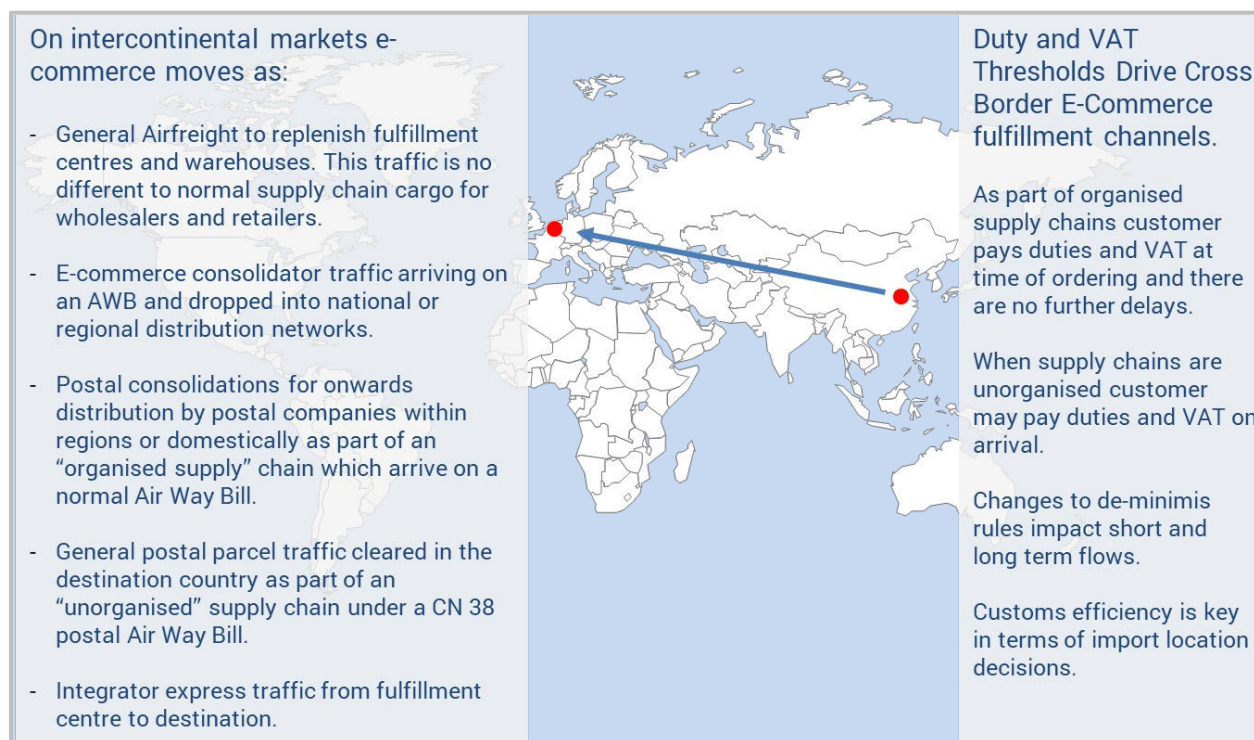 On intercontinental markets e-
commerce moves as:
- General Airfreight to replenish fulfillment
centres and warehouses. This traffic is no
different to normal supply chain cargo for
wholesalers and retailers.
- E-commerce consolidator traffic arriving on
an AWB and dropped into national or
regional distribution networks.
- Postal consolidations for onwards
distribution by postal companies within
regions or domestically as part of an
“organised supply” chain which arrive on a
normal Air Way Bill.
- General postal parcel traffic cleared in the
destination country as part of an
“unorganised” supply chain under a CN 38
postal Air Way Bill.
- Integrator express traffic from fulfillment
centre to destination.
Duty and VAT
Thresholds Drive Cross
Border E-Commerce
fulfillment channels.
As part of organised
supply chains customer
pays duties and VAT at
time of ordering and there
are no further delays.
When supply chains are
unorganised customer
may pay duties and VAT on
arrival.
Changes to de-minimis
rules impact short and
long term flows.
Customs efficiency is key
in terms of import location
decisions.